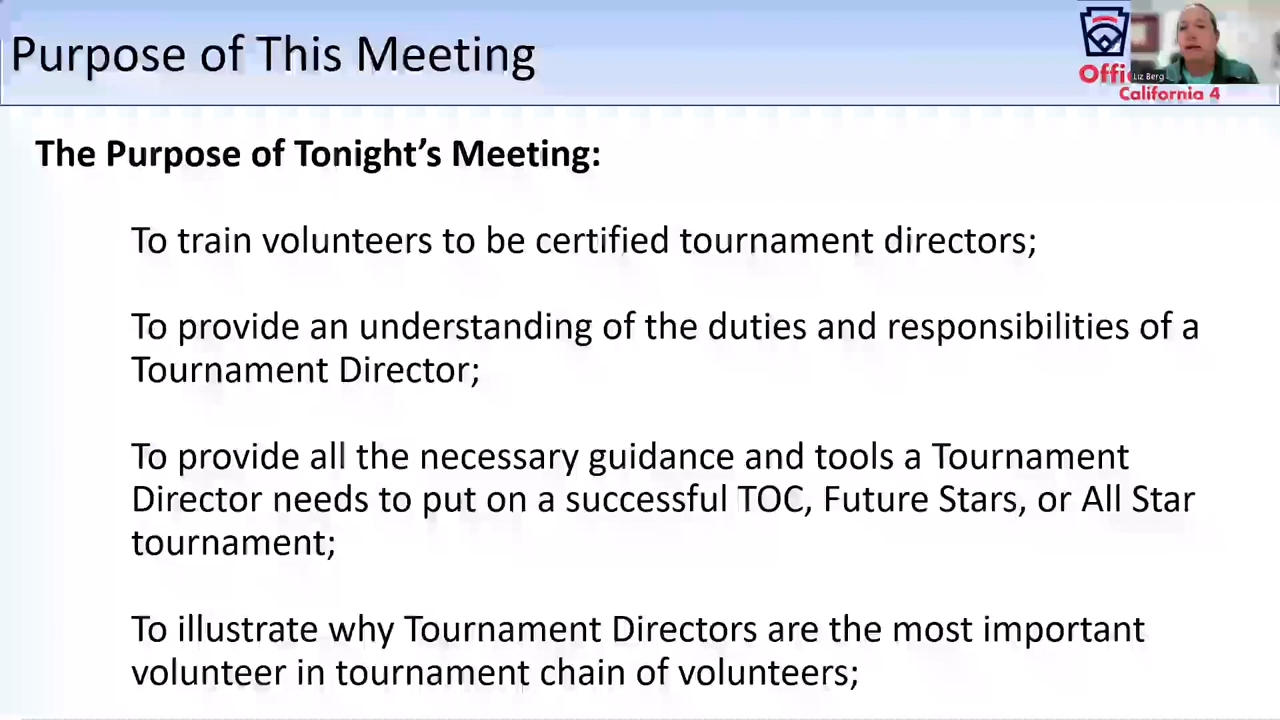 Purpose of This Meeting
Offi
Liz Berg
California 4
The Purpose of Tonight's Meeting:
To train volunteers to be certified tournament directors;
To provide an understanding of the duties and responsibilities of a
Tournament Director;
To provide all the necessary guidance and tools a Tournament
Director needs to put on a successful TOC, Future Stars, or All Star
tournament;
To illustrate why Tournament Directors are the most important
volunteer in tournament chain of volunteers;